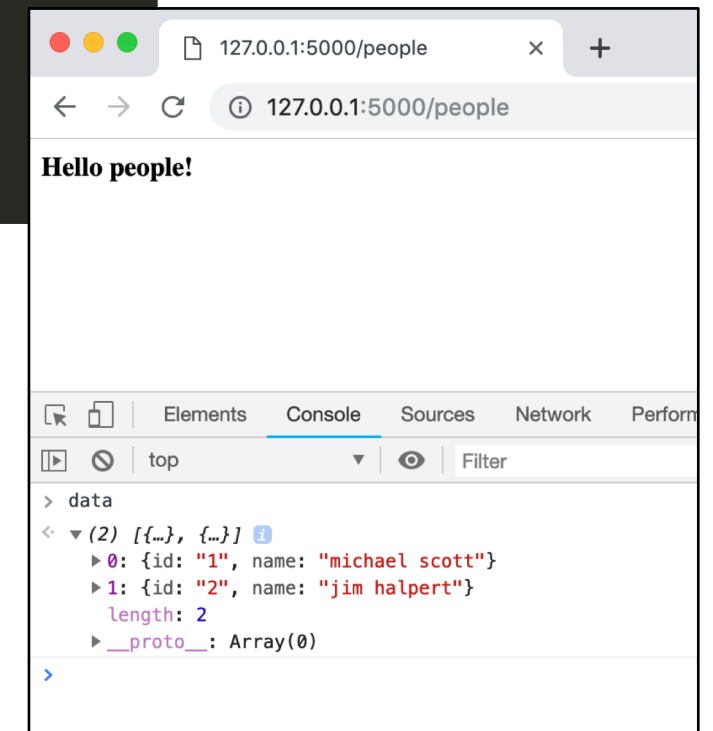 127.0.0.1:5000/people
127.0.0.1:5000/people
Hello people!
Elements Console Sources Network Perform
top Filter
> data
(2) [{…}, {…}] i
0: {id: "1", name: "michael scott"}
1: {id: "2", name: "jim halpert"}
length: 2
__proto__: Array(0)
>